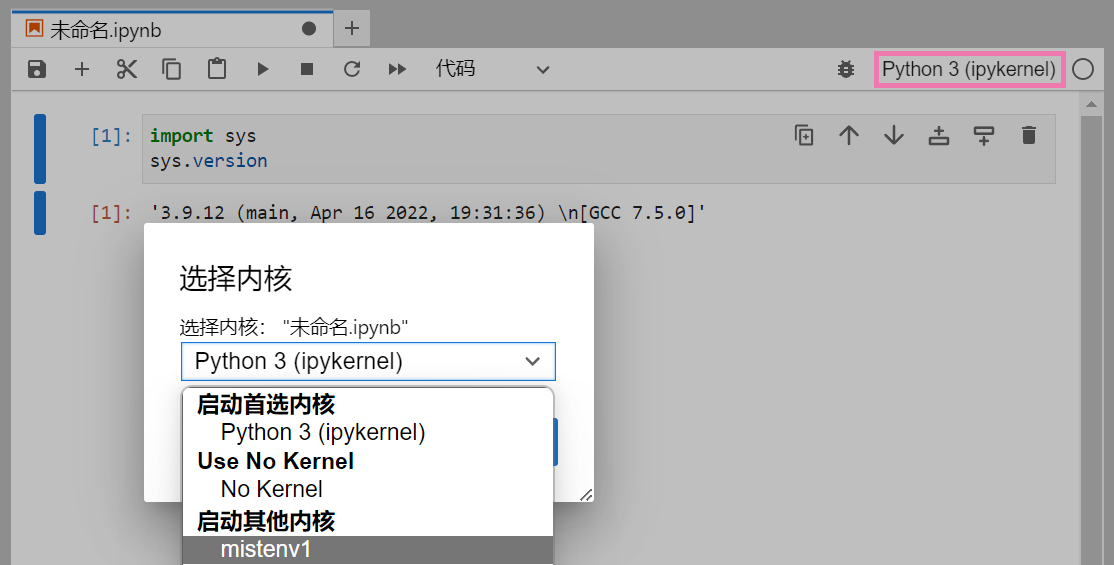 未命名.ipynb
代码
Python 3 (ipykernel)
[1]: import sys
sys.version
[1]: '3.9.12 (main, Apr 16 2022, 19:31:36) \n[GCC 7.5.0]'
选择内核
选择内核： "未命名.ipynb"
Python 3 (ipykernel)
启动首选内核
Python 3 (ipykernel)
Use No Kernel
No Kernel
启动其他内核
mistenv1